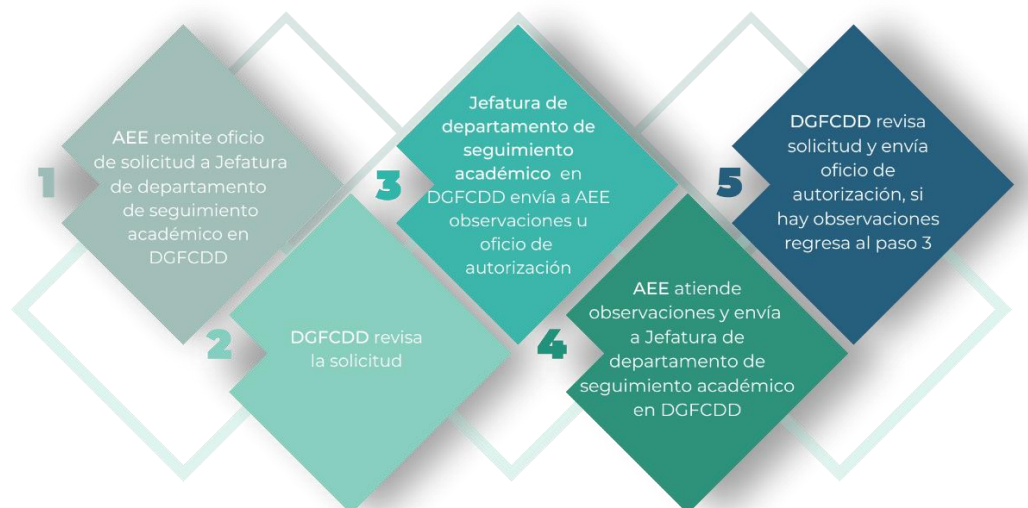 1
AEE remite oficio
de solicitud a Jefatura
de departamento
de seguimiento
académico en
DGFCDD
2
DGFCDD revisa
la solicitud
3
Jefatura de
departamento de
seguimiento
académico en
DGFCDD envía a AEE
observaciones u
oficio de
autorización
4
AEE atiende
observaciones y envía
a Jefatura de
departamento de
seguimiento académico
en DGFCDD
5
DGFCDD revisa
solicitud y envía
oficio de
autorización, si
hay observaciones
regresa al paso 3